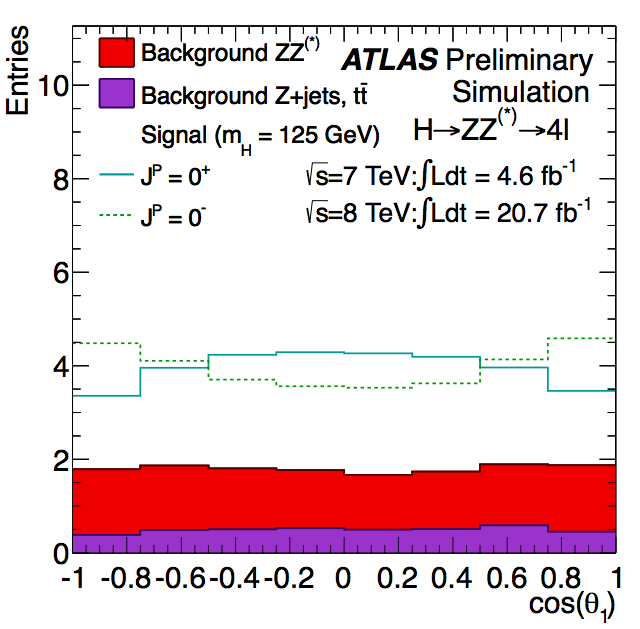 Entries
Background ZZ(*)
ATLAS Preliminary
Simulation
Background Z+jets, tt̄
H→ZZ(*)→4l
Signal (mH = 125 GeV)
JP = 0+
√s=7 TeV:∫Ldt = 4.6 fb-1
JP = 0-
√s=8 TeV:∫Ldt = 20.7 fb-1
10
8
6
4
2
0
-1 -0.8 -0.6 -0.4 -0.2 0 0.2 0.4 0.6 0.8 1
cos(θ1)